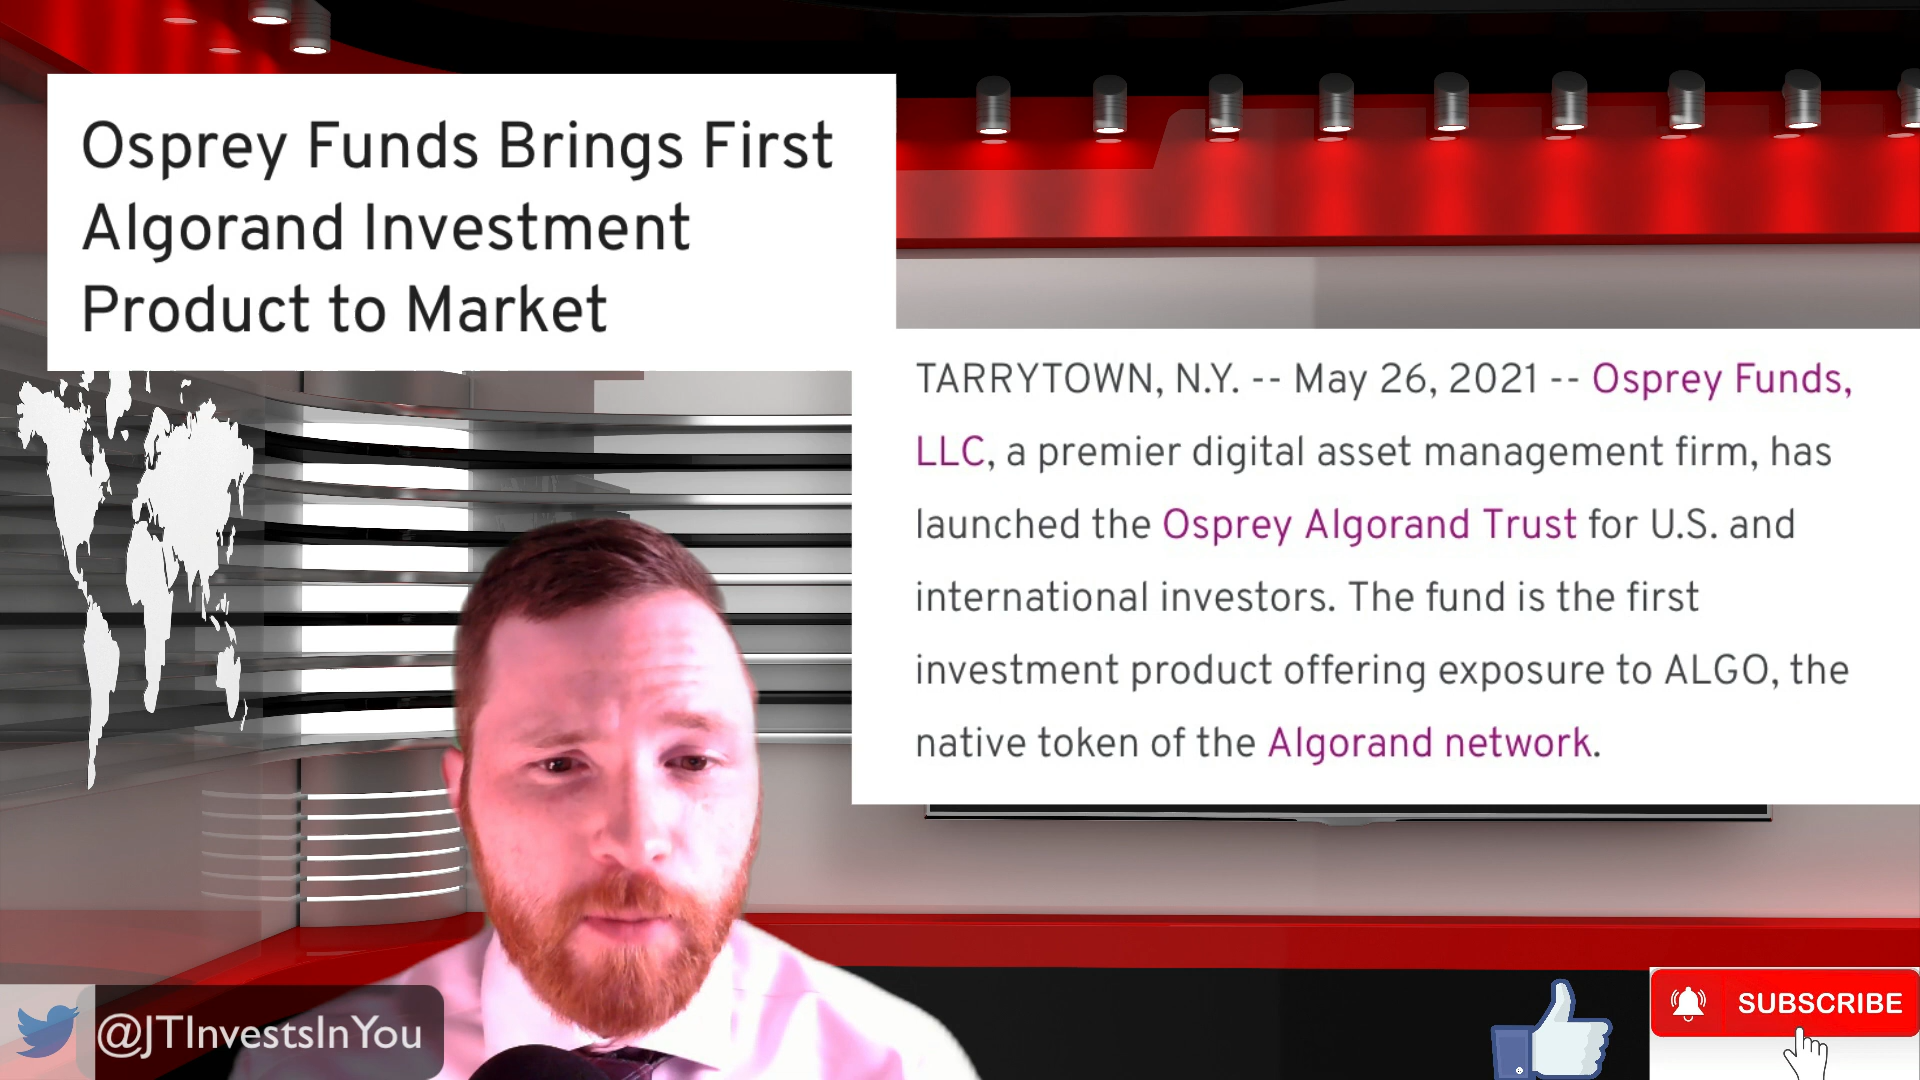 Osprey Funds Brings First
Algorand Investment
Product to Market
TARRYTOWN, N.Y. -- May 26, 2021 -- Osprey Funds,
LLC, a premier digital asset management firm, has
launched the Osprey Algorand Trust for U.S. and
international investors. The fund is the first
investment product offering exposure to ALGO, the
native token of the Algorand network.
@JTInvestsInYou
SUBSCRIBE